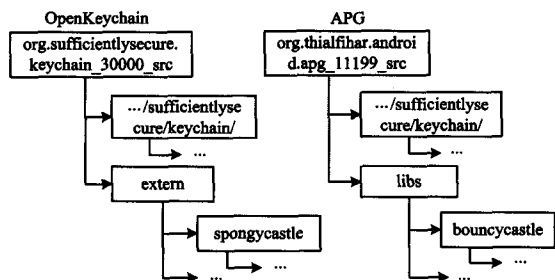 OpenKeychain
org.sufficientlysecure.
keychain_30000_src
···/sufficientlyse
cure/keychain/
...
extern
spongycastle
...
...
APG
org.thialfihar.androi
d.apg_11199_src
···/sufficientlyse
cure/keychain/
...
libs
bouncycastle
...
...